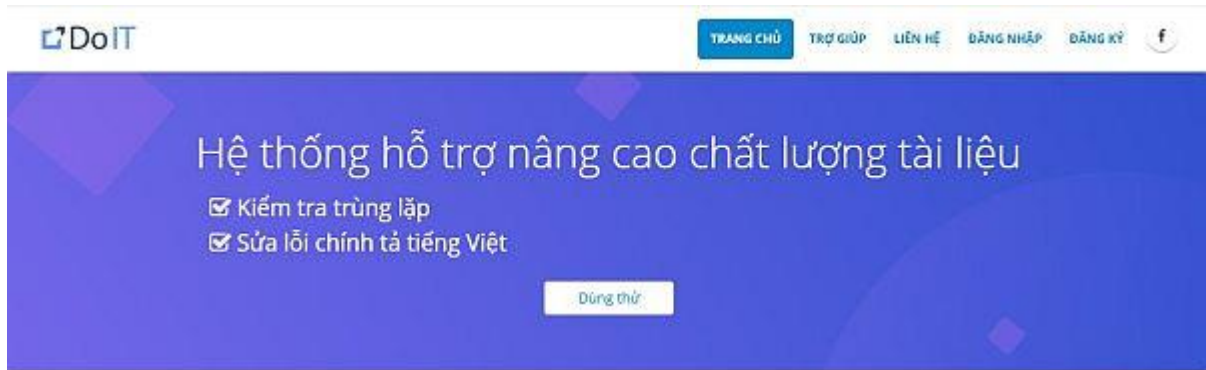 DoIT
TRANG CHỦ TRỢ GIÚP LIÊN HỆ ĐĂNG NHẬP ĐĂNG KÝ f
Hệ thống hỗ trợ nâng cao chất lượng tài liệu
Kiểm tra trùng lặp
Sửa lỗi chính tả tiếng Việt
Dùng thử